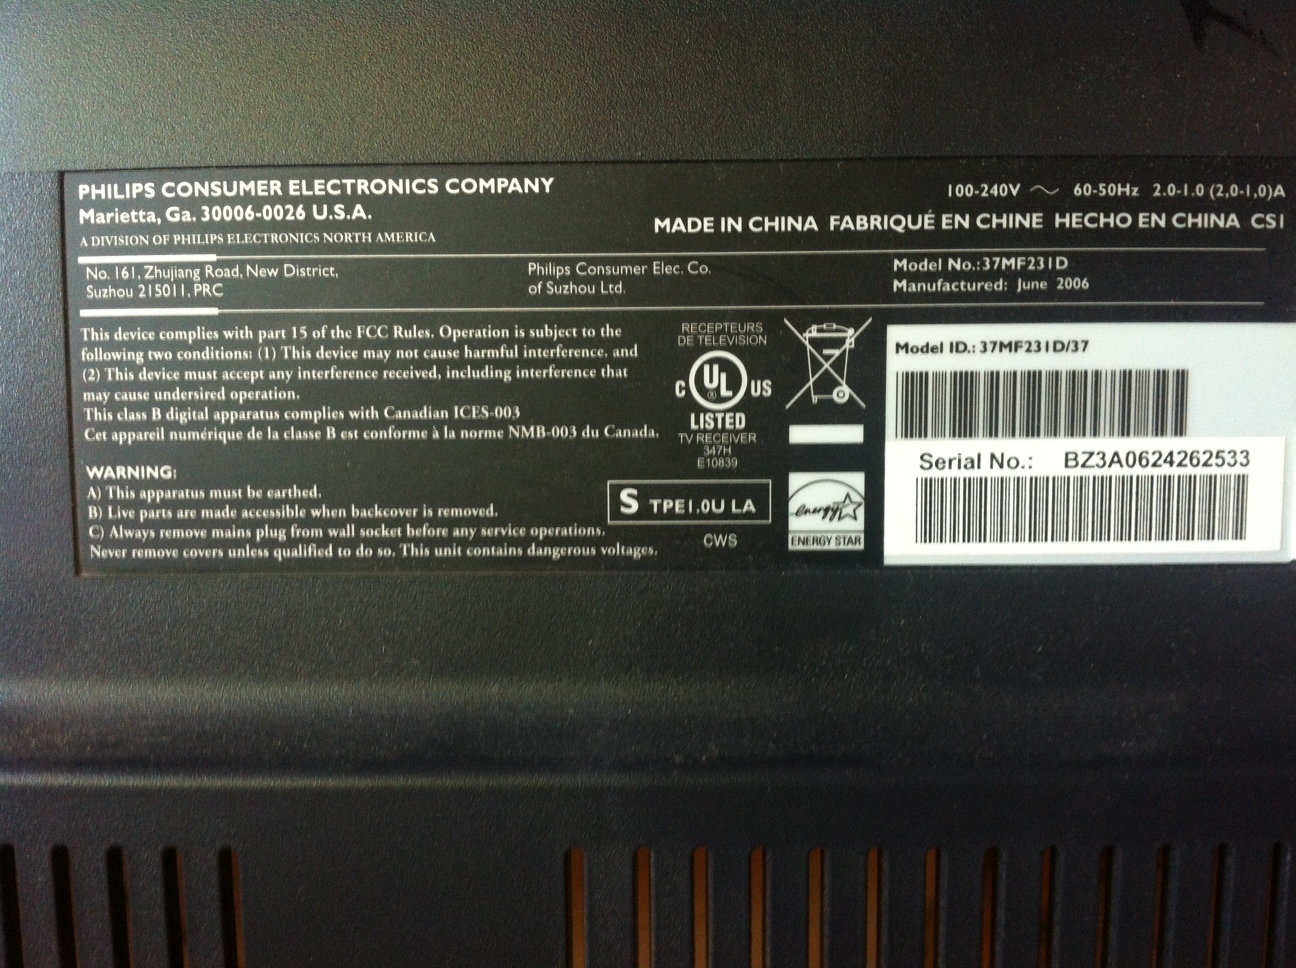 PHILIPS CONSUMER ELECTRONICS COMPANY
Marietta, Ga. 30006-0026 U.S.A.
A DIVISION OF PHILIPS ELECTRONICS NORTH AMERICA
100-240V ～ 60-50Hz 2.0-1.0 (2,0-1,0)A
MADE IN CHINA FABRIQUÉ EN CHINE HECHO EN CHINA CS1
No. 161, Zhujiang Road, New District,
Suzhou 215011, PRC
Philips Consumer Elec. Co.
of Suzhou Ltd.
Model No.:37MF231D
Manufactured: June 2006
This device complies with part 15 of the FCC Rules. Operation is subject to the
following two conditions: (1) This device may not cause harmful interference, and
(2) This device must accept any interference received, including interference that
may cause undersired operation.
This class B digital apparatus complies with Canadian ICES-003
Cet appareil numérique de la classe B est conforme à la norme NMB-003 du Canada.
WARNING:
A) This apparatus must be earthed.
B) Live parts are made accessible when backcover is removed.
C) Always remove mains plug from wall socket before any service operations.
Never remove covers unless qualified to do so. This unit contains dangerous voltages.
RECEPTEURS
DE TELEVISION
C UL ® US
LISTED
TV RECEIVER
347H
E10839
S TPE1.0U LA
CWS
energy
ENERGY STAR
Model ID.: 37MF231D/37
Serial No.: BZ3A0624262533